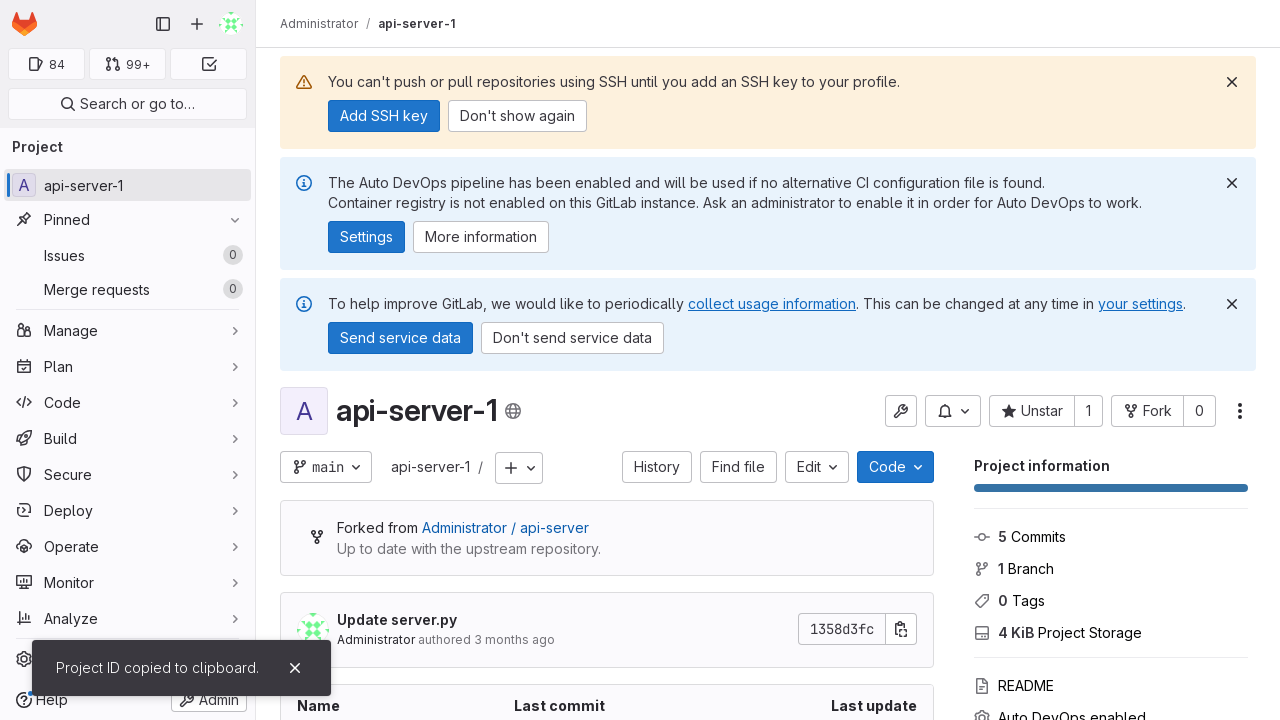 Administrator / api-server-1
84
99+
Search or go to…
You can't push or pull repositories using SSH until you add an SSH key to your profile.
Add SSH key
Don't show again
Project
The Auto DevOps pipeline has been enabled and will be used if no alternative CI configuration file is found.
Container registry is not enabled on this GitLab instance. Ask an administrator to enable it in order for Auto DevOps to work.
Settings
More information
A api-server-1
Pinned
Issues 0
Merge requests 0
Manage
Plan
Code
Build
Secure
Deploy
Operate
Monitor
Analyze
Help
Admin
Project ID copied to clipboard.
To help improve GitLab, we would like to periodically collect usage information. This can be changed at any time in your settings.
Send service data
Don't send service data
A api-server-1
Unstar 1
Fork 0
main
api-server-1 /
History
Find file
Edit
Code
Forked from Administrator / api-server
Up to date with the upstream repository.
Update server.py
Administrator authored 3 months ago
1358d3fc
Name Last commit Last update
Project information
5 Commits
1 Branch
0 Tags
4 KiB Project Storage
README
Auto DevOps enabled